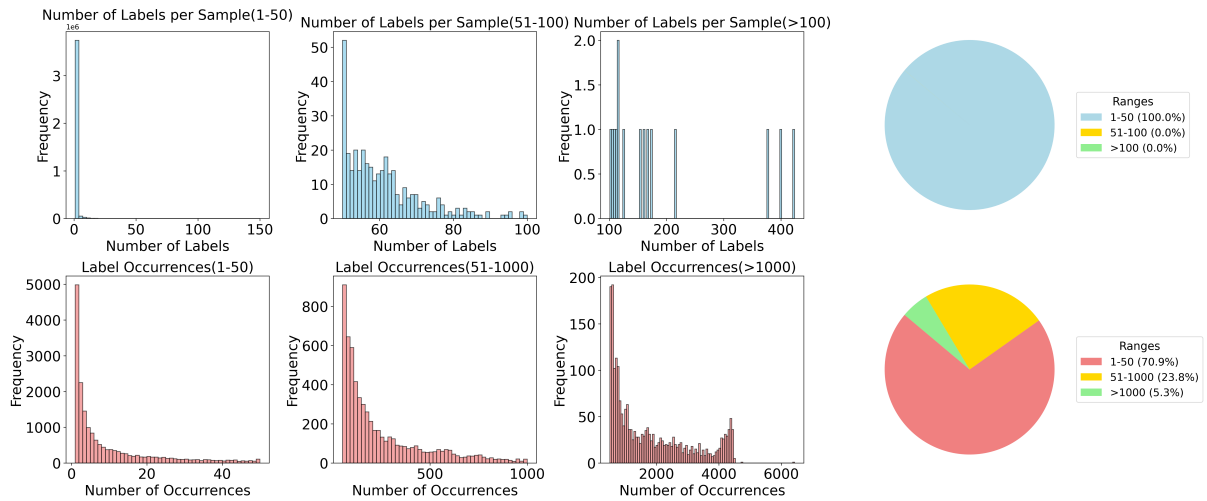 Number of Labels per Sample(1-50)
1e6
3
2
1
0
Frequency
0
50
100
150
Number of Labels
Number of Labels per Sample(51-100)
50
40
30
20
10
0
Frequency
60
80
100
Number of Labels
Number of Labels per Sample(>100)
2.0
1.5
1.0
0.5
0.0
Frequency
100
200
300
400
Number of Labels
Ranges
1-50 (100.0%)
51-100 (0.0%)
>100 (0.0%)
Label Occurrences(1-50)
5000
4000
3000
2000
1000
0
Frequency
0
20
40
Number of Occurrences
Label Occurrences(51-1000)
800
600
400
200
0
Frequency
500
1000
Number of Occurrences
Label Occurrences(>1000)
200
150
100
50
0
Frequency
2000
4000
6000
Number of Occurrences
Ranges
1-50 (70.9%)
51-1000 (23.8%)
>1000 (5.3%)